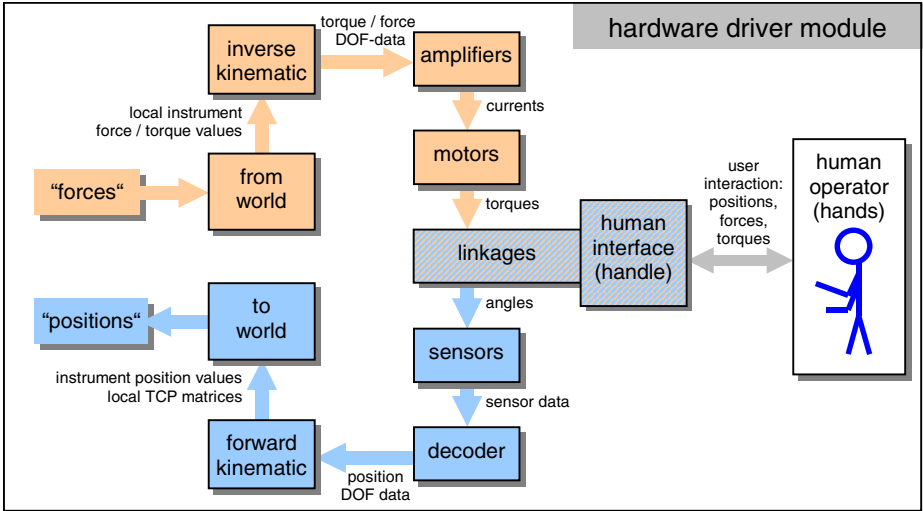 hardware driver module
torque / force
DOF-data
inverse
kinematic
amplifiers
currents
local instrument
force / torque values
motors
"forces"
from
world
torques
linkages
human
interface
(handle)
user
interaction:
positions,
forces,
torques
human
operator
(hands)
angles
"positions"
to
world
sensors
instrument position values
local TCP matrices
sensor data
forward
kinematic
decoder
position
DOF data